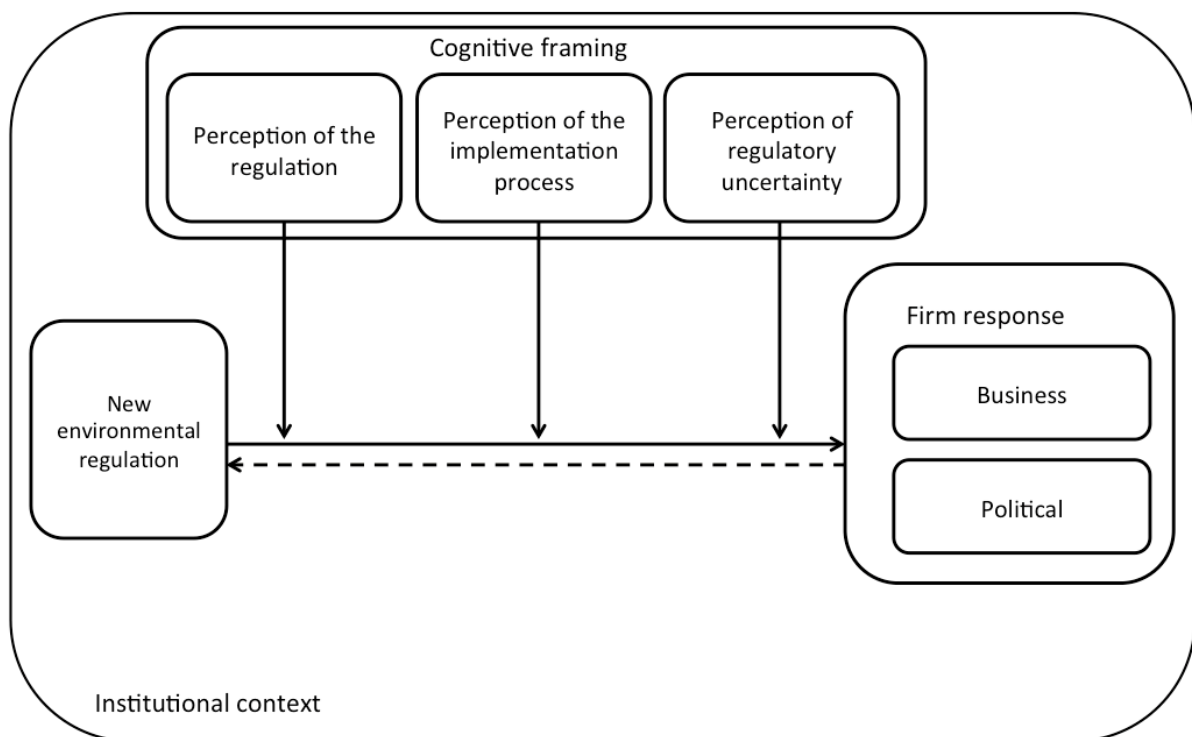 Cognitive framing
Perception of the
regulation
Perception of the
implementation
process
Perception of
regulatory
uncertainty
Firm response
Business
Political
New
environmental
regulation
Institutional context